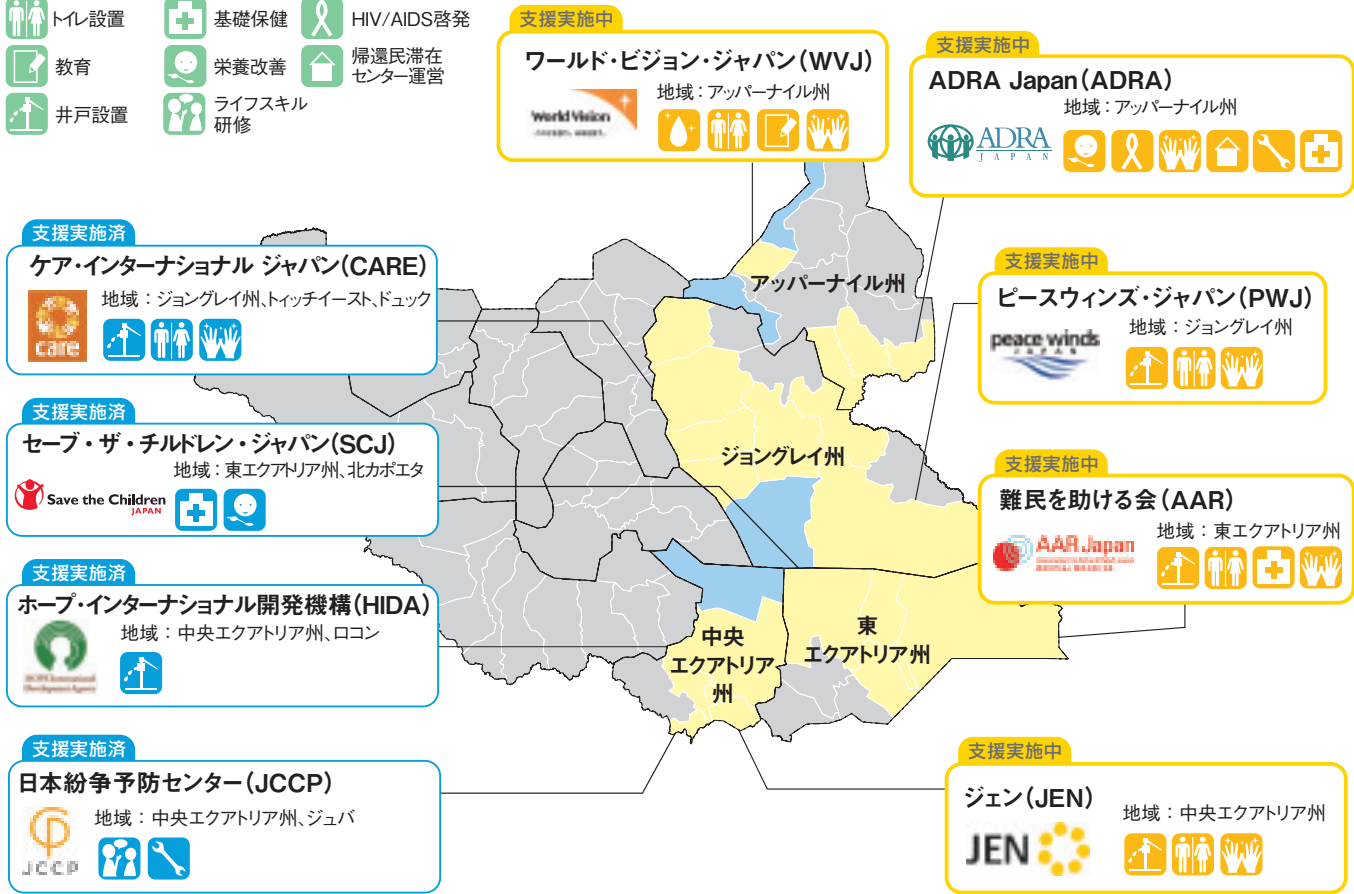 トイレ設置
基礎保健
HIV/AIDS啓発
教育
栄養改善
帰還民滞在
センター運営
井戸設置
ライフスキル
研修
支援実施中
ワールド・ビジョン・ジャパン(WVJ)
地域：アッパーナイル州
World Vision
支援実施中
ADRA Japan(ADRA)
地域：アッパーナイル州
ADRA
JAPAN
支援実施済
ケア・インターナショナル ジャパン(CARE)
地域：ジョングレイ州、トィッチイースト、ドュック
care
支援実施中
ピースウィンズ・ジャパン(PWJ)
地域：ジョングレイ州
peace winds
JAPAN
支援実施済
セーブ・ザ・チルドレン・ジャパン(SCJ)
地域：東エクアトリア州、北カポエタ
Save the Children
JAPAN
支援実施中
難民を助ける会(AAR)
地域：東エクアトリア州
AAR Japan
支援実施済
ホープ・インターナショナル開発機構(HIDA)
地域：中央エクアトリア州、ロコン
HOPE International
Development Agency
支援実施済
日本紛争予防センター(JCCP)
地域：中央エクアトリア州、ジュバ
JCCP
支援実施中
ジェン(JEN)
地域：中央エクアトリア州
JEN
アッパーナイル州
ジョングレイ州
中央
エクアトリア
州
東
エクアトリア州